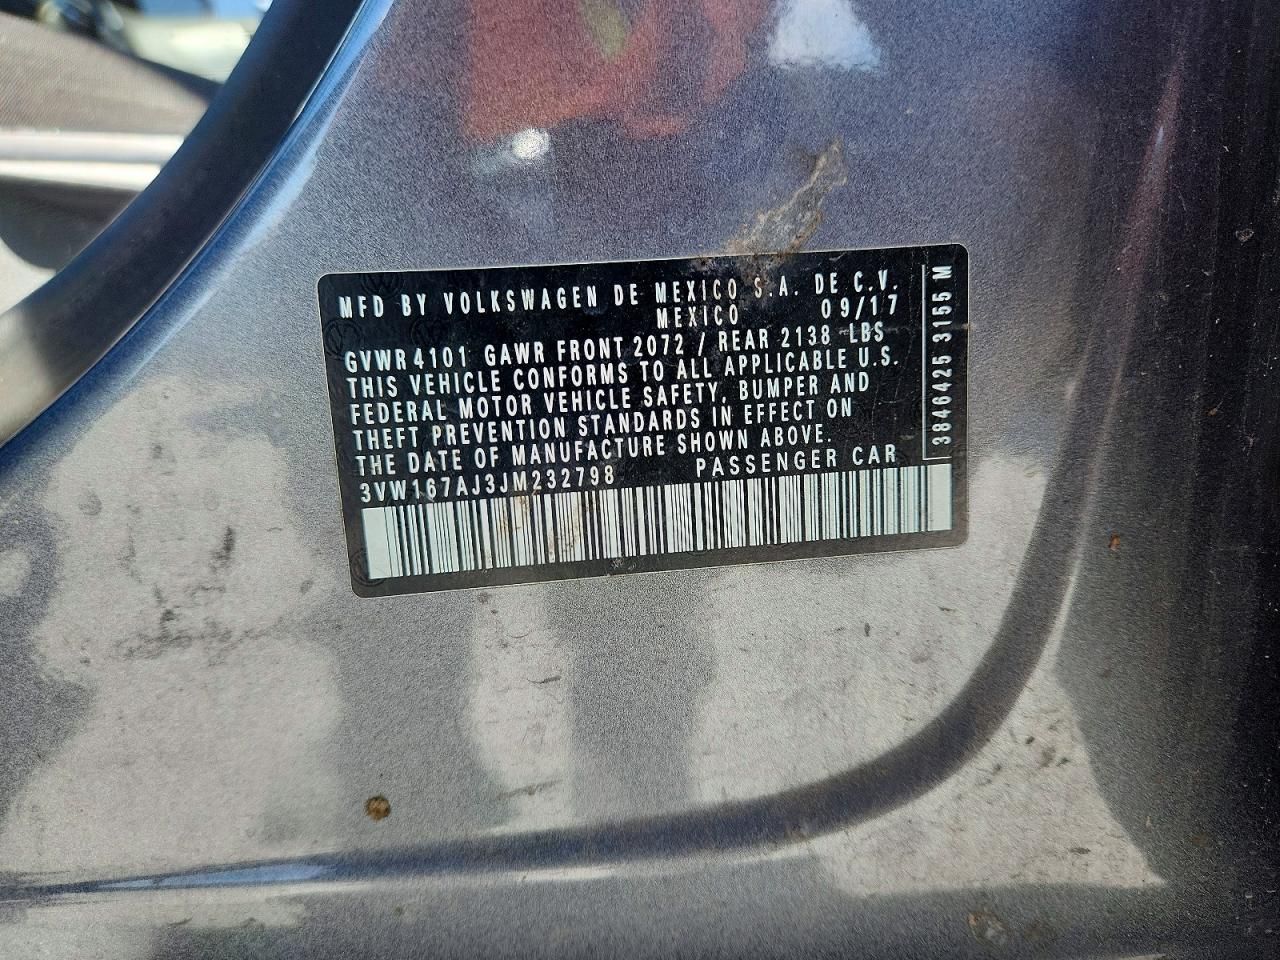 MFD BY VOLKSWAGEN DE MEXICO S.A. DE C.V.
MEXICO 09/17
GVWR 4101 GAWR FRONT 2072 / REAR 2138 LBS
THIS VEHICLE CONFORMS TO ALL APPLICABLE U.S.
FEDERAL MOTOR VEHICLE SAFETY, BUMPER AND
THEFT PREVENTION STANDARDS IN EFFECT ON
THE DATE OF MANUFACTURE SHOWN ABOVE.
3VW167AJ3JM232798 PASSENGER CAR
3846425 3155 M